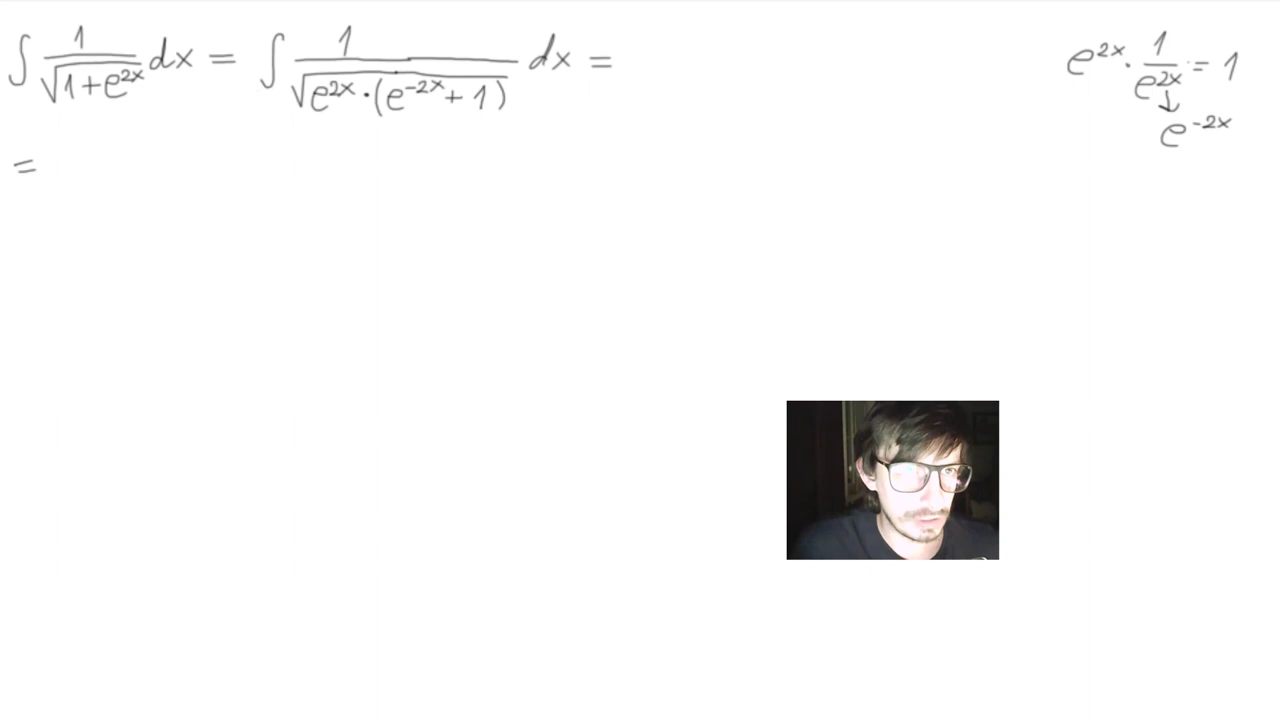 ∫ 1/√(1+e^(2x)) dx = ∫ 1/√(e^(2x)·(e^(-2x)+1)) dx =
e^(2x) · 1/e^(2x) = 1
↓
e^(-2x)
=